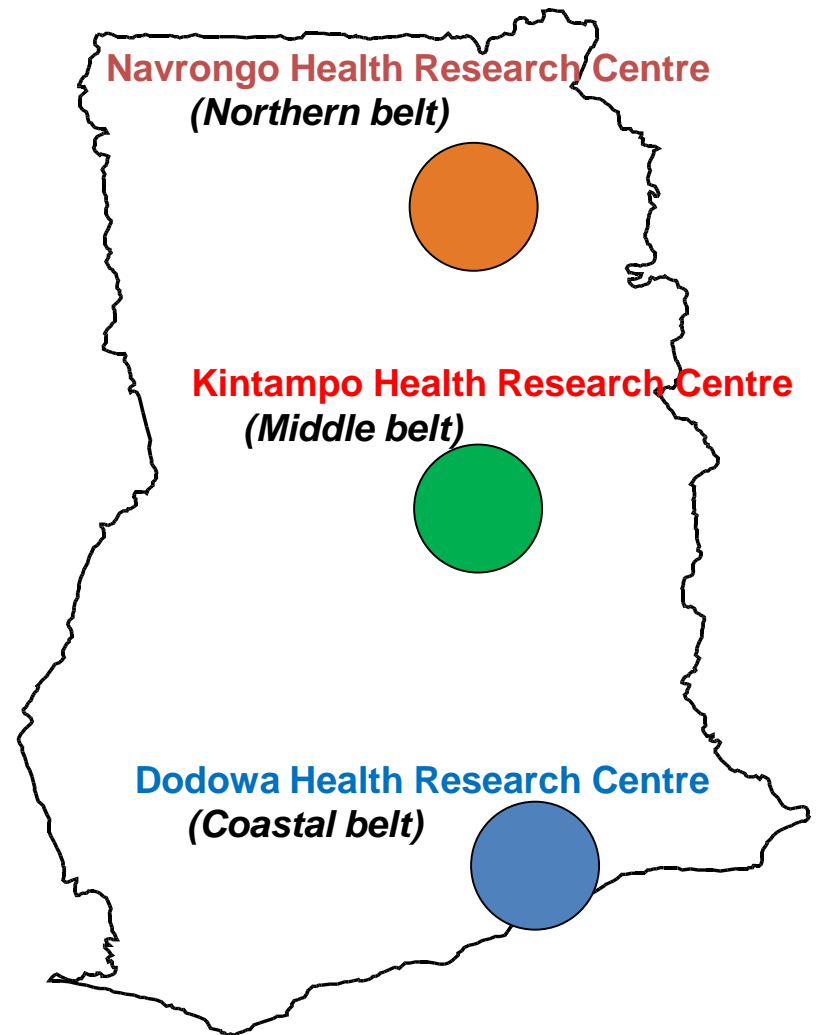 Navrongo Health Research Centre
(Northern belt)
Kintampo Health Research Centre
(Middle belt)
Dodowa Health Research Centre
(Coastal belt)